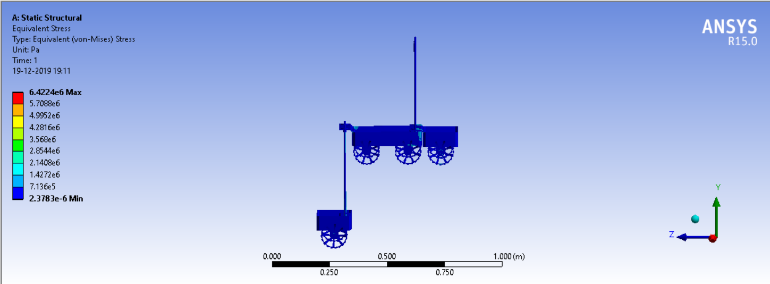 A: Static Structural
Equivalent Stress
Type: Equivalent (von-Mises) Stress
Unit: Pa
Time: 1
19-12-2019 19:11
6.4224e6 Max
5.7088e6
4.9952e6
4.2816e6
3.568e6
2.8544e6
2.1408e6
1.4272e6
7.136e5
2.3783e-6 Min
ANSYS
R15.0
Y
Z
0.000
0.500
1.000 (m)
0.250
0.750